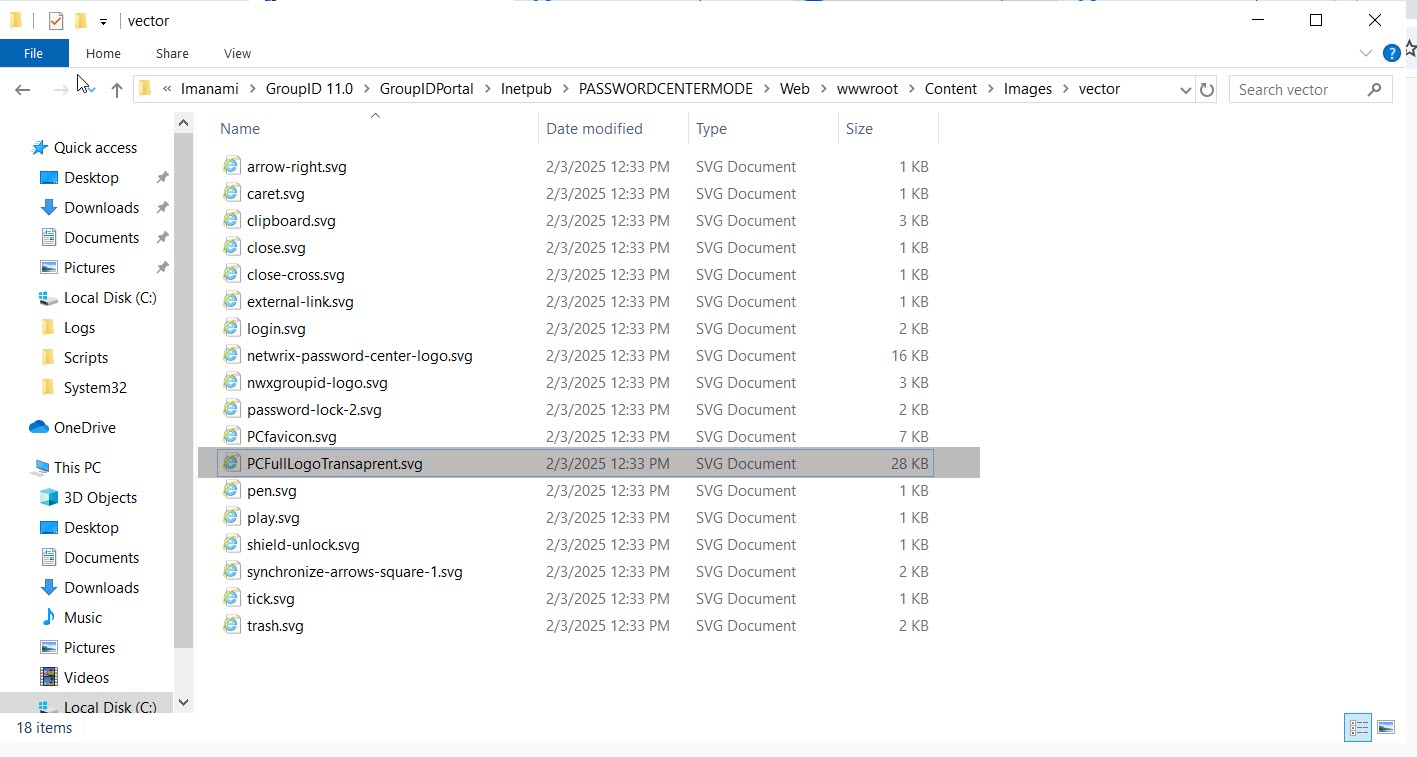 vector
File Home Share View
« Imanami > GroupID 11.0 > GroupIDPortal > Inetpub > PASSWORDCENTERMODE > Web > wwwroot > Content > Images > vector
Search vector
Quick access
Desktop
Downloads
Documents
Pictures
Local Disk (C:)
Logs
Scripts
System32
OneDrive
This PC
3D Objects
Desktop
Documents
Downloads
Music
Pictures
Videos
Local Disk (C:)
Name Date modified Type Size
arrow-right.svg 2/3/2025 12:33 PM SVG Document 1 KB
caret.svg 2/3/2025 12:33 PM SVG Document 1 KB
clipboard.svg 2/3/2025 12:33 PM SVG Document 3 KB
close.svg 2/3/2025 12:33 PM SVG Document 1 KB
close-cross.svg 2/3/2025 12:33 PM SVG Document 1 KB
external-link.svg 2/3/2025 12:33 PM SVG Document 1 KB
login.svg 2/3/2025 12:33 PM SVG Document 2 KB
netwrix-password-center-logo.svg 2/3/2025 12:33 PM SVG Document 16 KB
nwxgroupid-logo.svg 2/3/2025 12:33 PM SVG Document 3 KB
password-lock-2.svg 2/3/2025 12:33 PM SVG Document 2 KB
PCfavicon.svg 2/3/2025 12:33 PM SVG Document 7 KB
PCFullLogoTransaprent.svg 2/3/2025 12:33 PM SVG Document 28 KB
pen.svg 2/3/2025 12:33 PM SVG Document 1 KB
play.svg 2/3/2025 12:33 PM SVG Document 1 KB
shield-unlock.svg 2/3/2025 12:33 PM SVG Document 1 KB
synchronize-arrows-square-1.svg 2/3/2025 12:33 PM SVG Document 2 KB
tick.svg 2/3/2025 12:33 PM SVG Document 1 KB
trash.svg 2/3/2025 12:33 PM SVG Document 2 KB
18 items